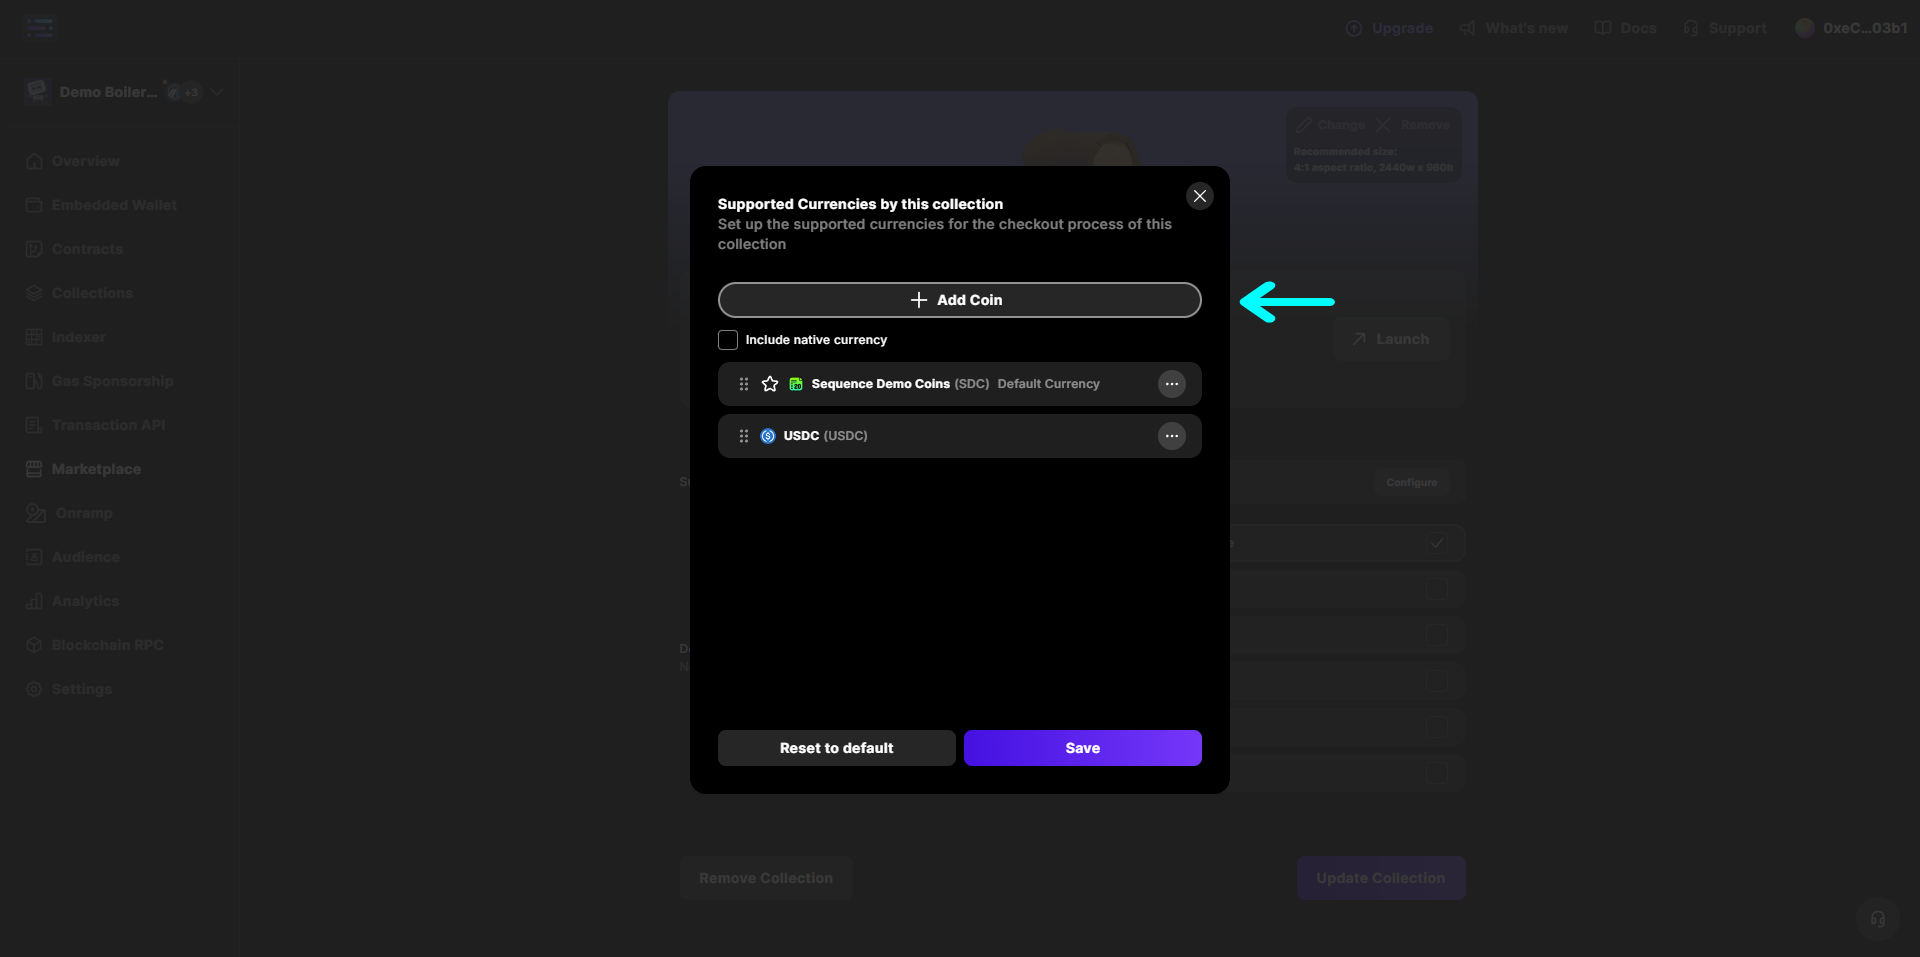 Upgrade
What's new
Docs
Support
0xeC...03b1
Demo Boiler...
+3
Overview
Embedded Wallet
Contracts
Collections
Indexer
Gas Sponsorship
Transaction API
Marketplace
Onramp
Audience
Analytics
Blockchain RPC
Settings
Change
Remove
Recommended size:
4:1 aspect ratio, 2440w x 960h
Launch
Configure
Supported Currencies by this collection
Set up the supported currencies for the checkout process of this
collection
Add Coin
Include native currency
Sequence Demo Coins (SDC) Default Currency
USDC (USDC)
Reset to default
Save
Remove Collection
Update Collection